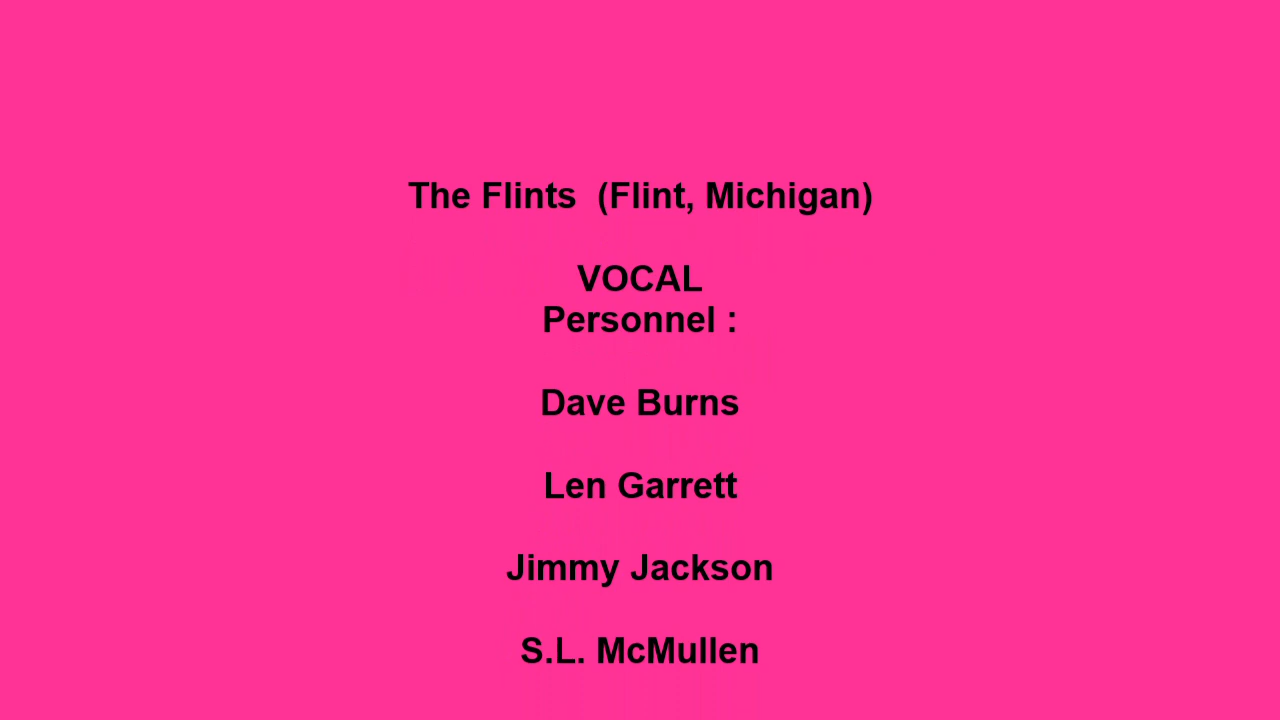 The Flints  (Flint, Michigan)
VOCAL
Personnel :
Dave Burns
Len Garrett
Jimmy Jackson
S.L. McMullen